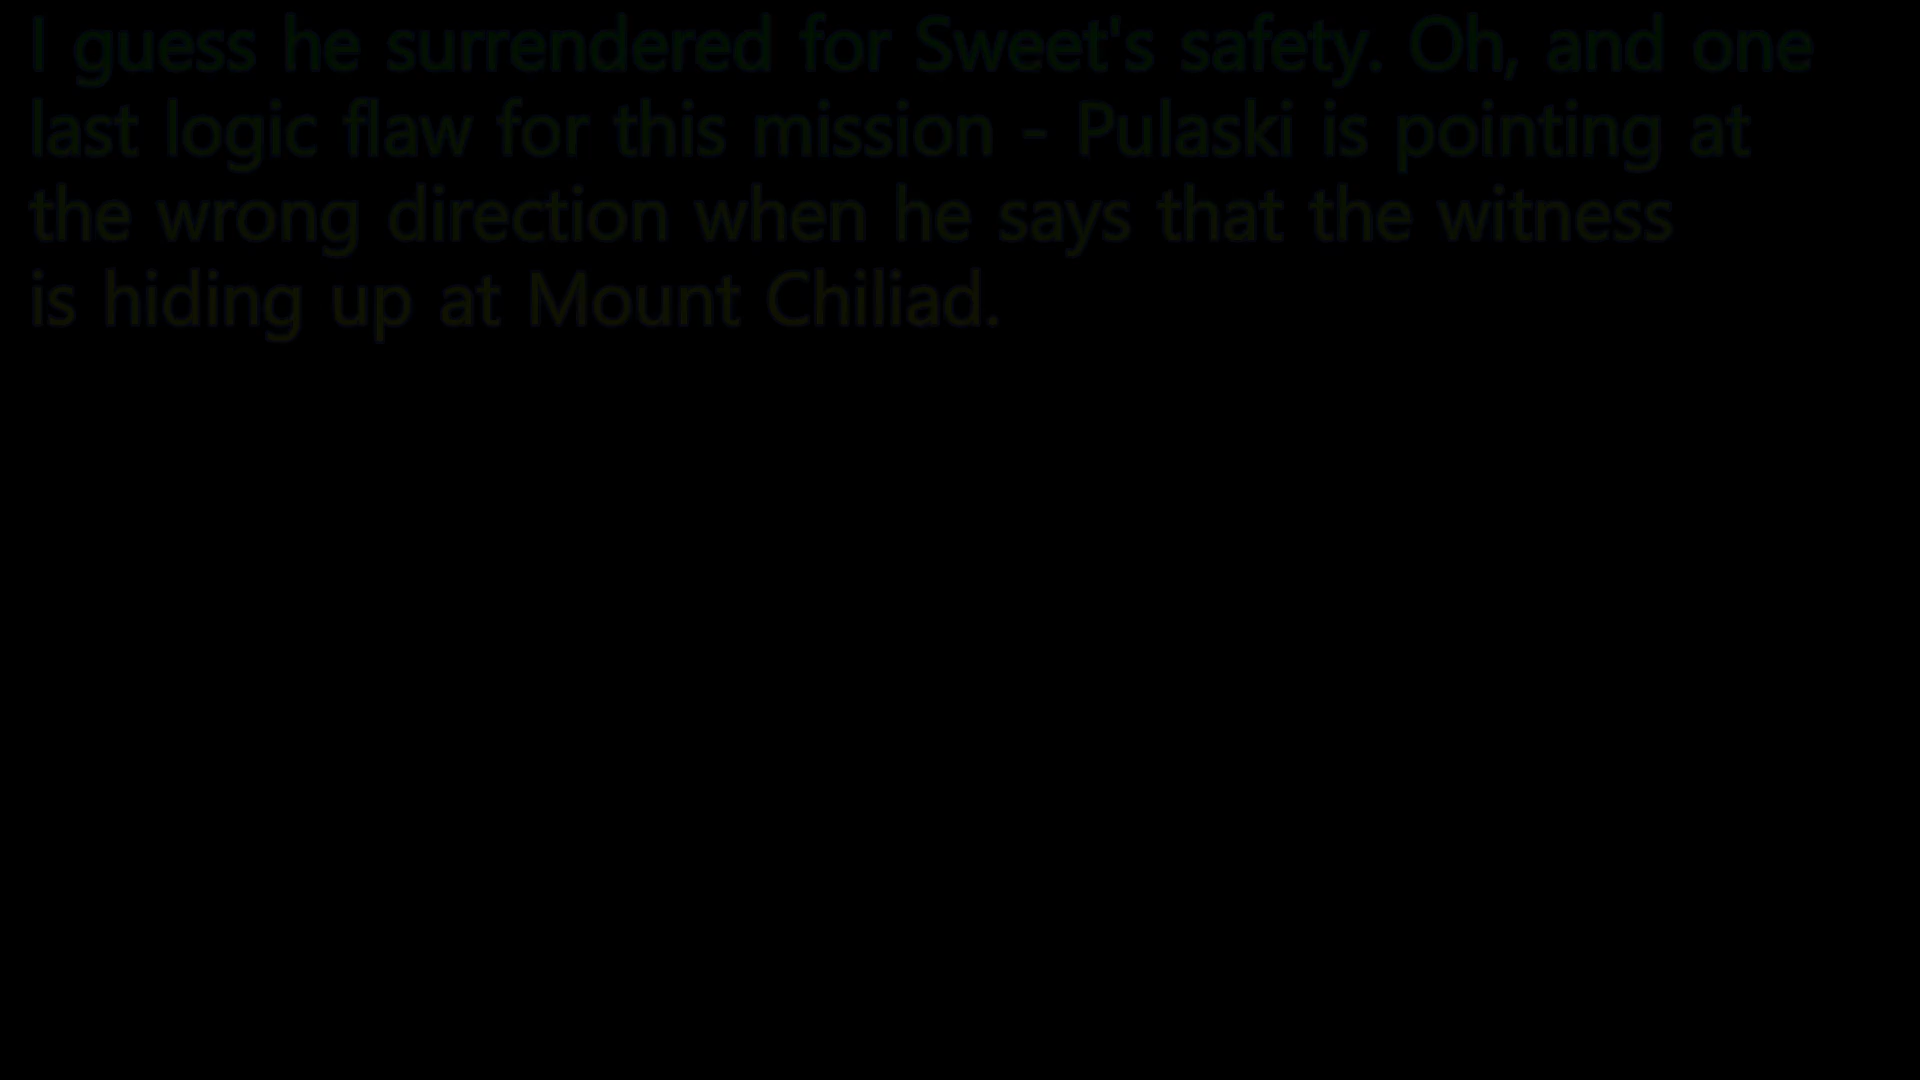 I guess he surrendered for Sweet's safety. Oh, and one
last logic flaw for this mission - Pulaski is pointing at
the wrong direction when he says that the witness
is hiding up at Mount Chiliad.